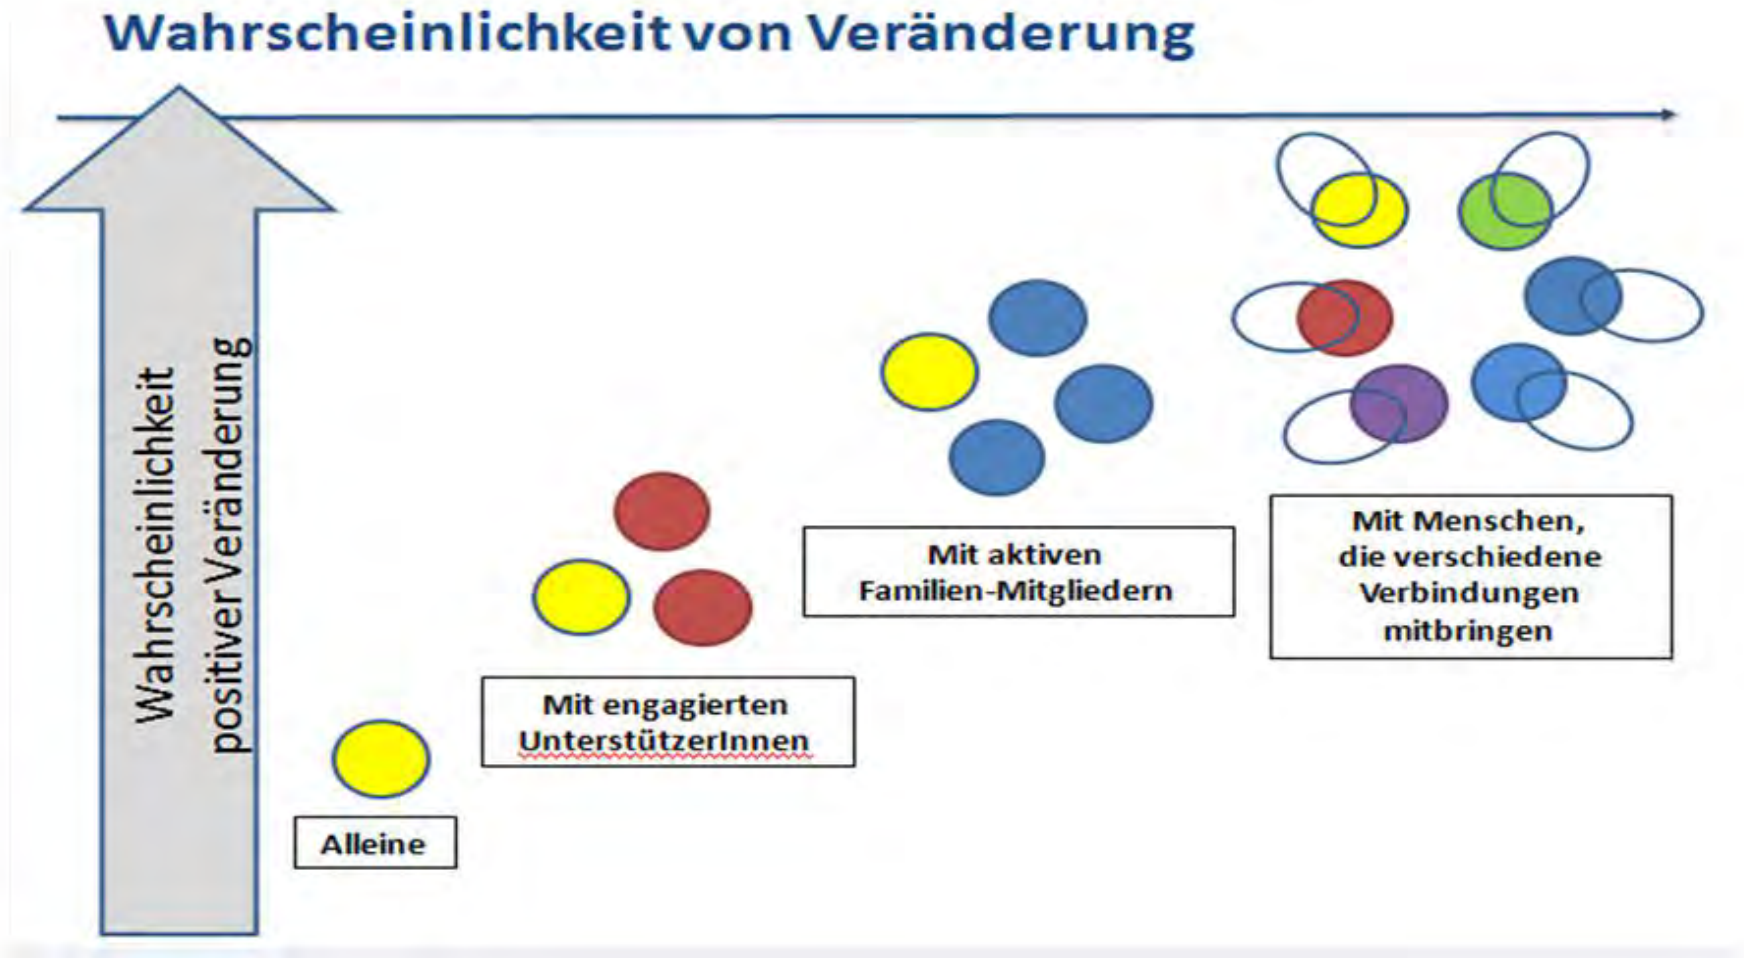 Wahrscheinlichkeit von Veränderung
Wahrscheinlichkeit
positiver Veränderung
Alleine
Mit engagierten
UnterstützerInnen
Mit aktiven
Familien-Mitgliedern
Mit Menschen,
die verschiedene
Verbindungen
mitbringen